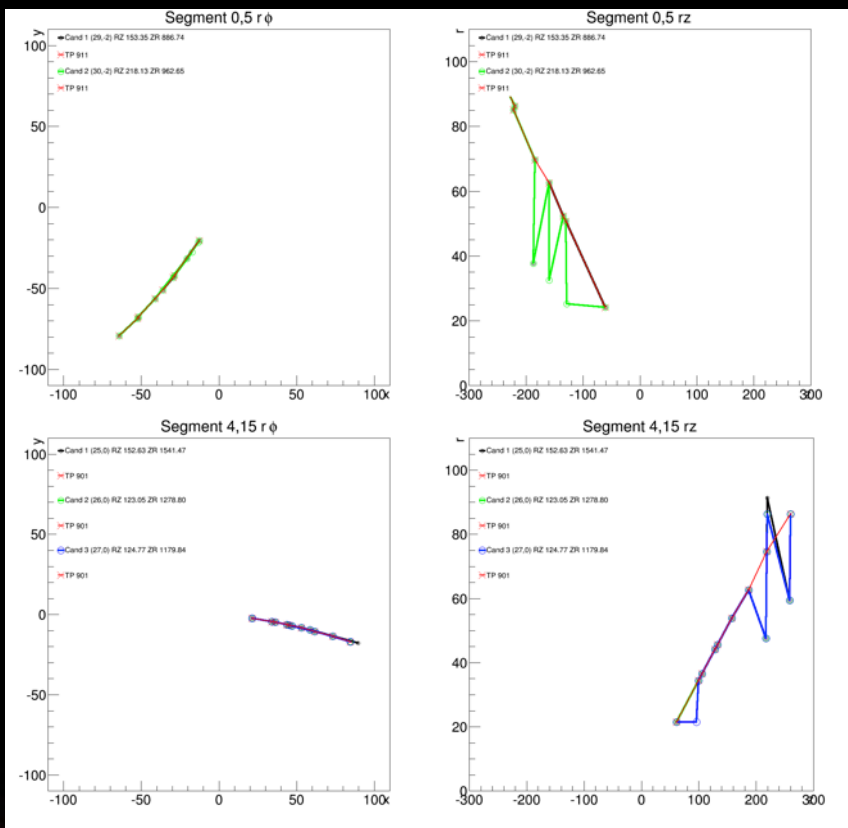 Segment 0,5 rϕ
y
100
50
0
-50
-100
-100
-50
0
50
100
x
Cand 1 (29,-2) RZ 153.35 ZR 886.74
TP 911
Cand 2 (30,-2) RZ 218.13 ZR 962.65
TP 911
Segment 0,5 rz
r
100
80
60
40
20
0
-300
-200
-100
0
100
200
300
Cand 1 (29,-2) RZ 153.35 ZR 886.74
TP 911
Cand 2 (30,-2) RZ 218.13 ZR 962.65
TP 911
Segment 4,15 rϕ
y
100
50
0
-50
-100
-100
-50
0
50
100
x
Cand 1 (25,0) RZ 152.63 ZR 1541.47
TP 901
Cand 2 (26,0) RZ 123.05 ZR 1278.80
TP 901
Cand 3 (27,0) RZ 124.77 ZR 1179.84
TP 901
Segment 4,15 rz
r
100
80
60
40
20
0
-300
-200
-100
0
100
200
300
Cand 1 (25,0) RZ 152.63 ZR 1541.47
TP 901
Cand 2 (26,0) RZ 123.05 ZR 1278.80
TP 901
Cand 3 (27,0) RZ 124.77 ZR 1179.84
TP 901